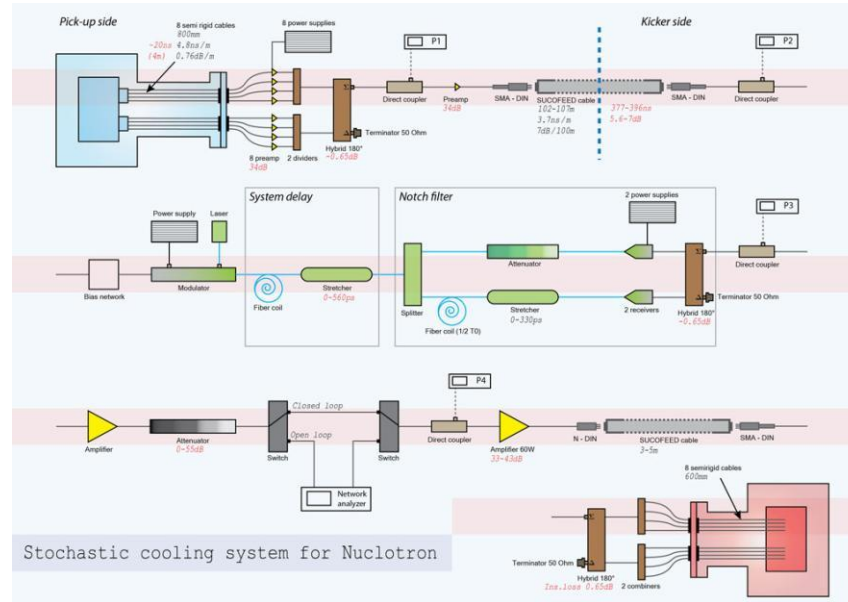 Pick-up side
Kicker side
8 semi rigid cables
800mm
~20ns 4.8ns/m
(4m) 0.76dB/m
8 power supplies
P1
P2
Direct coupler
Preamp
34dB
SMA - DIN
SUCOFEED cable
102-107m
3.7ns/m
7dB/100m
377-396ns
5.6-7dB
SMA - DIN
Direct coupler
Terminator 50 Ohm
8 preamp
34dB
2 dividers
Hybrid 180°
-0.65dB
System delay
Notch filter
Power supply
Laser
2 power supplies
P3
Bias network
Modulator
Fiber coil
Stretcher
0-560ps
Splitter
Attenuator
Fiber coil (1/2 T0)
Stretcher
0-330ps
2 receivers
Hybrid 180°
-0.65dB
Direct coupler
Terminator 50 Ohm
P4
Closed loop
Open loop
Amplifier
Attenuator
0-55dB
Switch
Switch
Network
analyzer
Direct coupler
Amplifier 60W
33-43dB
N - DIN
SUCOFEED cable
3-5m
SMA - DIN
8 semirigid cables
600mm
Stochastic cooling system for Nuclotron
Terminator 50 Ohm
Hybrid 180°
Ins.loss 0.65dB
2 combiners